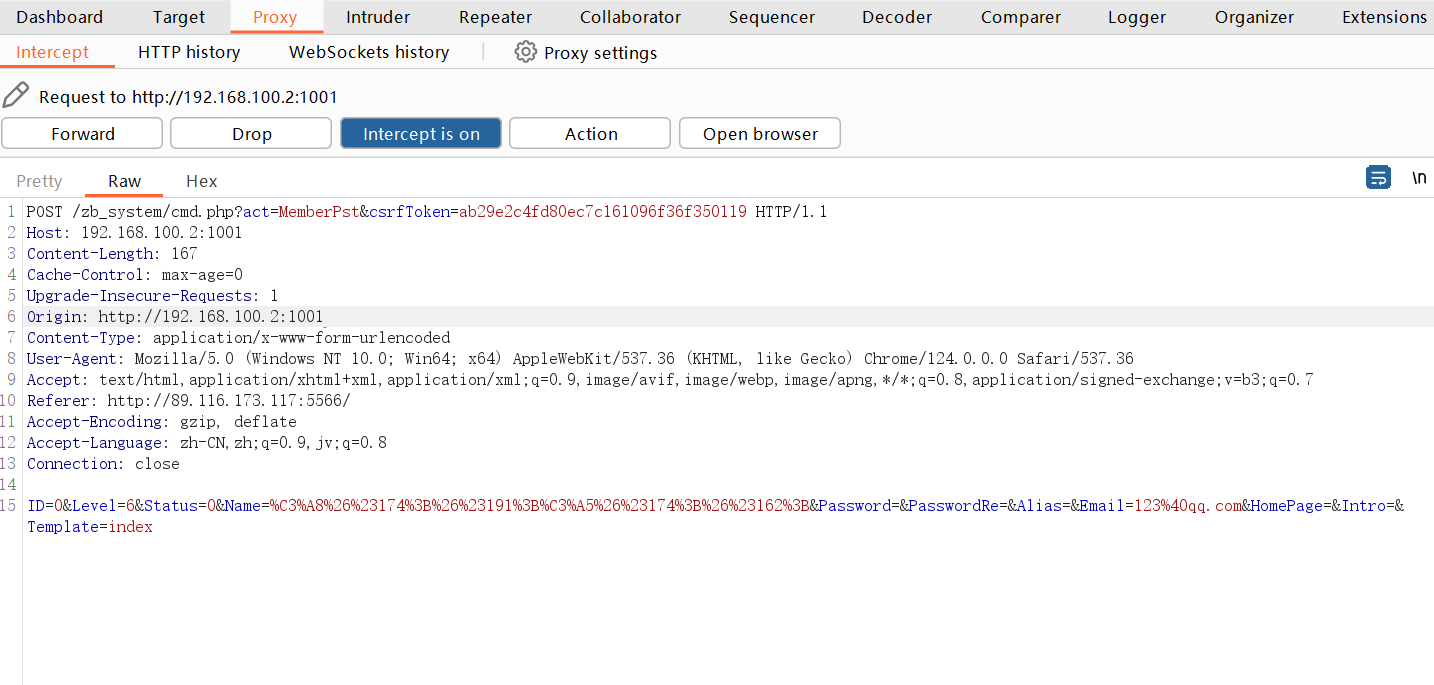 Dashboard Target Proxy Intruder Repeater Collaborator Sequencer Decoder Comparer Logger Organizer Extensions
Intercept HTTP history WebSockets history Proxy settings
Request to http://192.168.100.2:1001
Forward Drop Intercept is on Action Open browser
Pretty Raw Hex \n
1 POST /zb_system/cmd.php?act=MemberPst&csrfToken=ab29e2c4fd80ec7c161096f36f350119 HTTP/1.1
2 Host: 192.168.100.2:1001
3 Content-Length: 167
4 Cache-Control: max-age=0
5 Upgrade-Insecure-Requests: 1
6 Origin: http://192.168.100.2:1001
7 Content-Type: application/x-www-form-urlencoded
8 User-Agent: Mozilla/5.0 (Windows NT 10.0; Win64; x64) AppleWebKit/537.36 (KHTML, like Gecko) Chrome/124.0.0.0 Safari/537.36
9 Accept: text/html,application/xhtml+xml,application/xml;q=0.9,image/avif,image/webp,image/apng,*/*;q=0.8,application/signed-exchange;v=b3;q=0.7
10 Referer: http://89.116.173.117:5566/
11 Accept-Encoding: gzip, deflate
12 Accept-Language: zh-CN,zh;q=0.9,jv;q=0.8
13 Connection: close
14
15 ID=0&Level=6&Status=0&Name=%C3%A8%26%23174%3B%26%23191%3B%C3%A5%26%23174%3B%26%23162%3B&Password=&PasswordRe=&Alias=&Email=123%40qq.com&HomePage=&Intro=&
Template=index